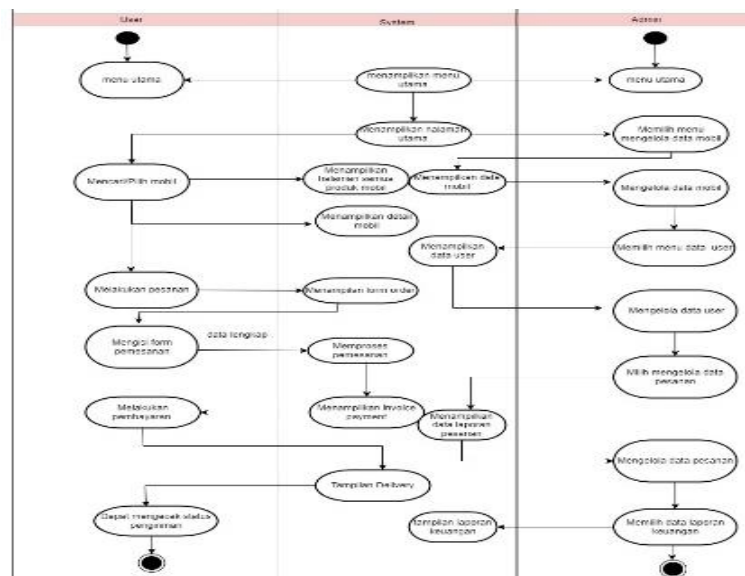 User
System
Admin
menu utama
menampilkan menu
utama
menu utama
Menampilkan halaman
utama
Memilih menu
mengelola data mobil
Mencari/Pilih mobil
Menampilkan
halaman semua
produk mobil
Menampilkan data
mobil
Mengelola data mobil
Menampilkan detail
mobil
Menampilkan
data user
Memilih menu data user
Melakukan pesanan
Menampilan form order
Mengelola data user
Mengisi form
pemesanan
data lengkap
Memproses
pemesanan
Milih mengelola data
pesanan
Melakukan
pembayaran
Menampilkan invoice
payment
Menampilkan
data laporan
pesanan
Mengelola data pesanan
Tampilan Delivery
Dapat mengecek status
pengiriman
tampilan laporan
keuangan
Memilih data laporan
keuangan